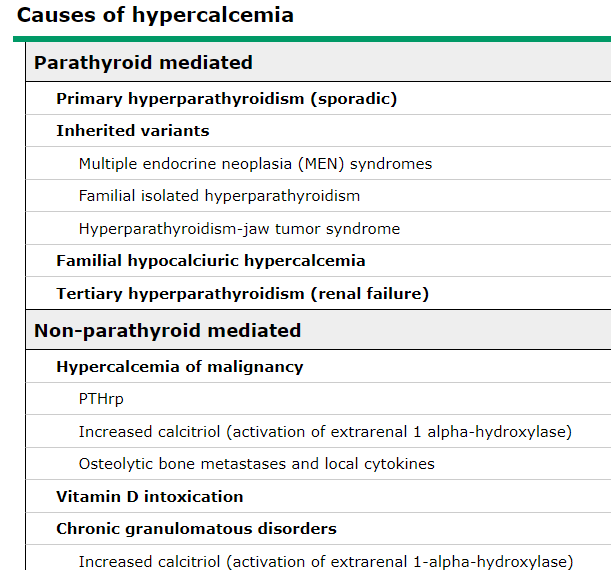 Causes of hypercalcemia
Parathyroid mediated
Primary hyperparathyroidism (sporadic)
Inherited variants
Multiple endocrine neoplasia (MEN) syndromes
Familial isolated hyperparathyroidism
Hyperparathyroidism-jaw tumor syndrome
Familial hypocalciuric hypercalcemia
Tertiary hyperparathyroidism (renal failure)
Non-parathyroid mediated
Hypercalcemia of malignancy
PTHrp
Increased calcitriol (activation of extrarenal 1 alpha-hydroxylase)
Osteolytic bone metastases and local cytokines
Vitamin D intoxication
Chronic granulomatous disorders
Increased calcitriol (activation of extrarenal 1-alpha-hydroxylase)